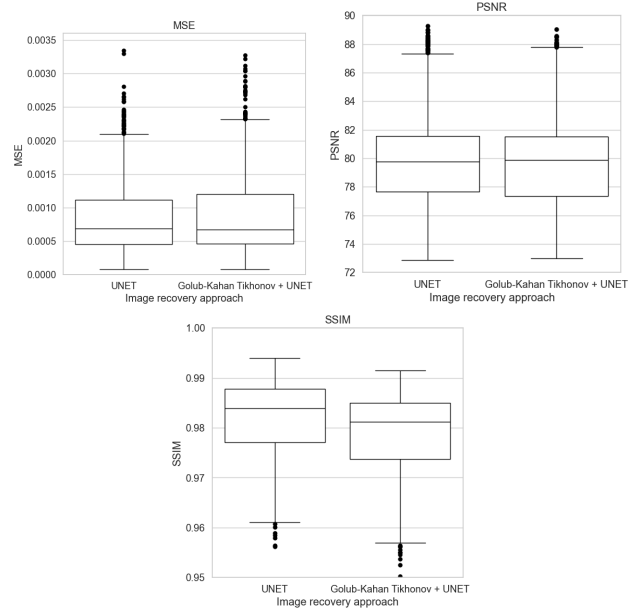 MSE
0.0035
0.0030
0.0025
0.0020
0.0015
0.0010
0.0005
0.0000
MSE
UNET Golub-Kahan Tikhonov + UNET
Image recovery approach
PSNR
90
88
86
84
82
80
78
76
74
72
PSNR
UNET Golub-Kahan Tikhonov + UNET
Image recovery approach
SSIM
1.00
0.99
0.98
0.97
0.96
0.95
SSIM
UNET Golub-Kahan Tikhonov + UNET
Image recovery approach